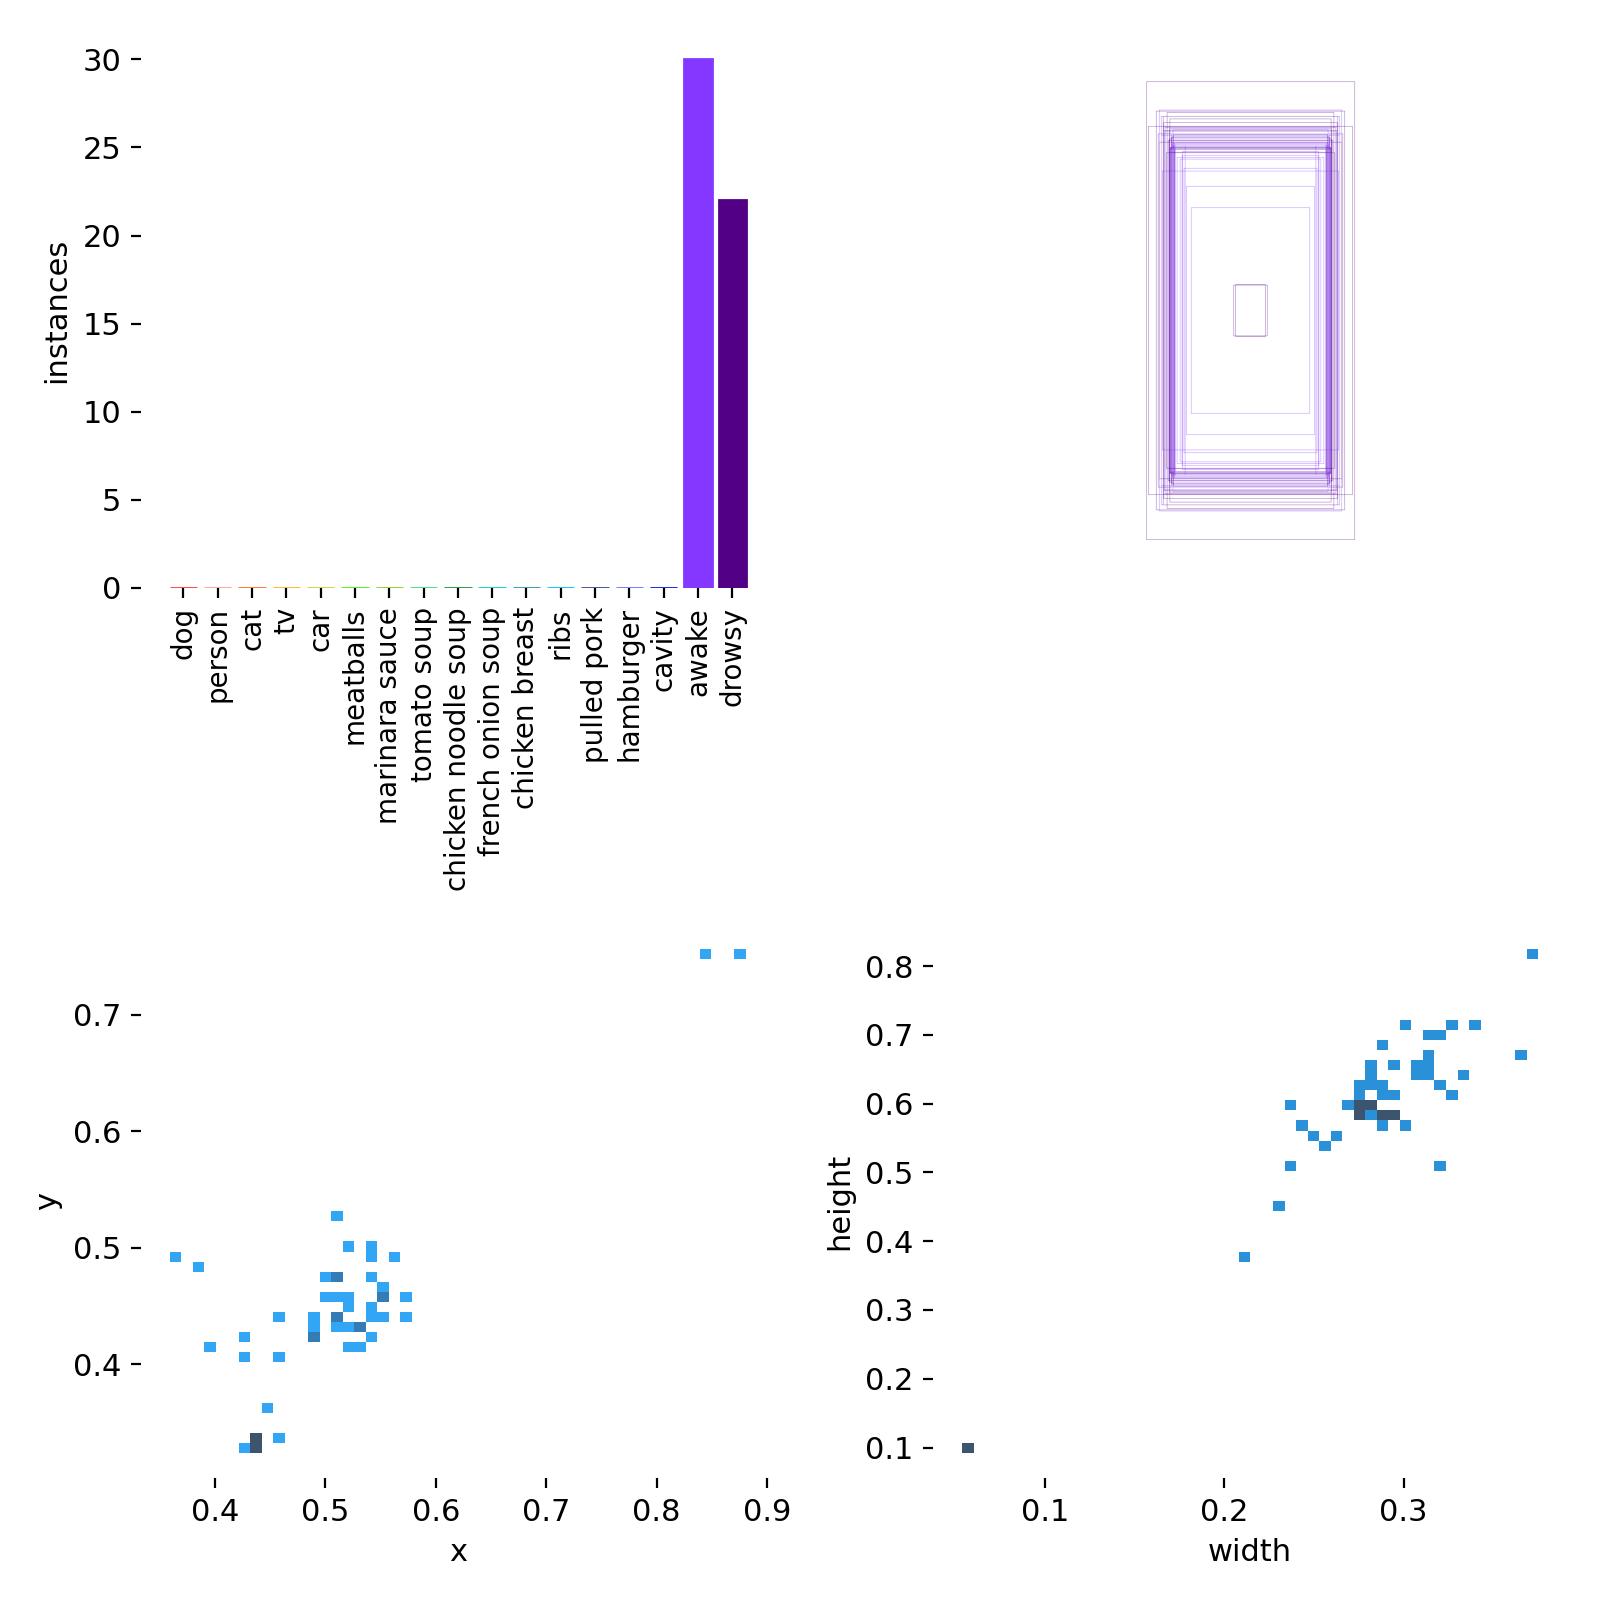 30
25
20
15
10
5
0
instances
dog
person
cat
tv
car
meatballs
marinara sauce
tomato soup
chicken noodle soup
french onion soup
chicken breast
ribs
pulled pork
hamburger
cavity
awake
drowsy
0.7
0.6
0.5
0.4
y
0.4 0.5 0.6 0.7 0.8 0.9
x
0.8
0.7
0.6
0.5
0.4
0.3
0.2
0.1
height
0.1 0.2 0.3
width